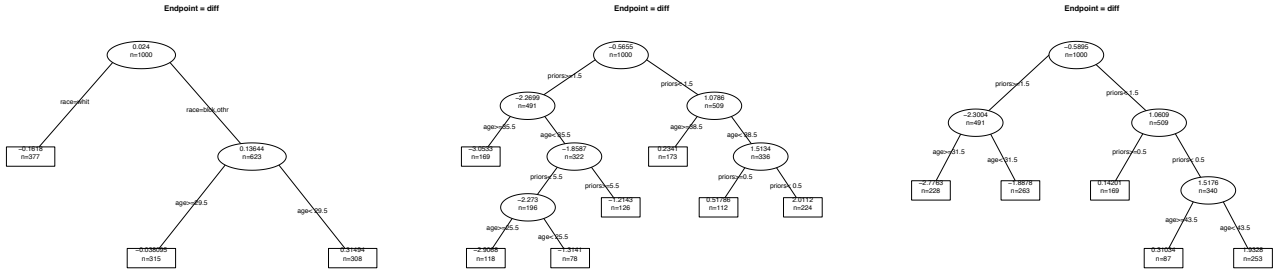 Endpoint = diff
0.024
n=1000
race=whit
race=blck,othr
−0.1618
n=377
0.13644
n=623
age>=29.5
age< 29.5
−0.038095
n=315
0.31494
n=308
Endpoint = diff
−0.5655
n=1000
priors>=1.5
priors< 1.5
−2.2699
n=491
1.0786
n=509
age>=35.5
age< 35.5
age>=38.5
age< 38.5
−3.0533
n=169
−1.8587
n=322
0.2341
n=173
1.5134
n=336
priors< 5.5
priors>=5.5
priors>=0.5
priors< 0.5
−2.273
n=196
−1.2143
n=126
0.51786
n=112
2.0112
n=224
age>=25.5
age< 25.5
−2.9068
n=118
−1.3141
n=78
Endpoint = diff
−0.5895
n=1000
priors>=1.5
priors< 1.5
−2.3004
n=491
1.0609
n=509
age>=31.5
age< 31.5
priors>=0.5
priors< 0.5
−2.7763
n=228
−1.8878
n=263
0.14201
n=169
1.5176
n=340
age>=43.5
age< 43.5
0.31034
n=87
1.9328
n=253